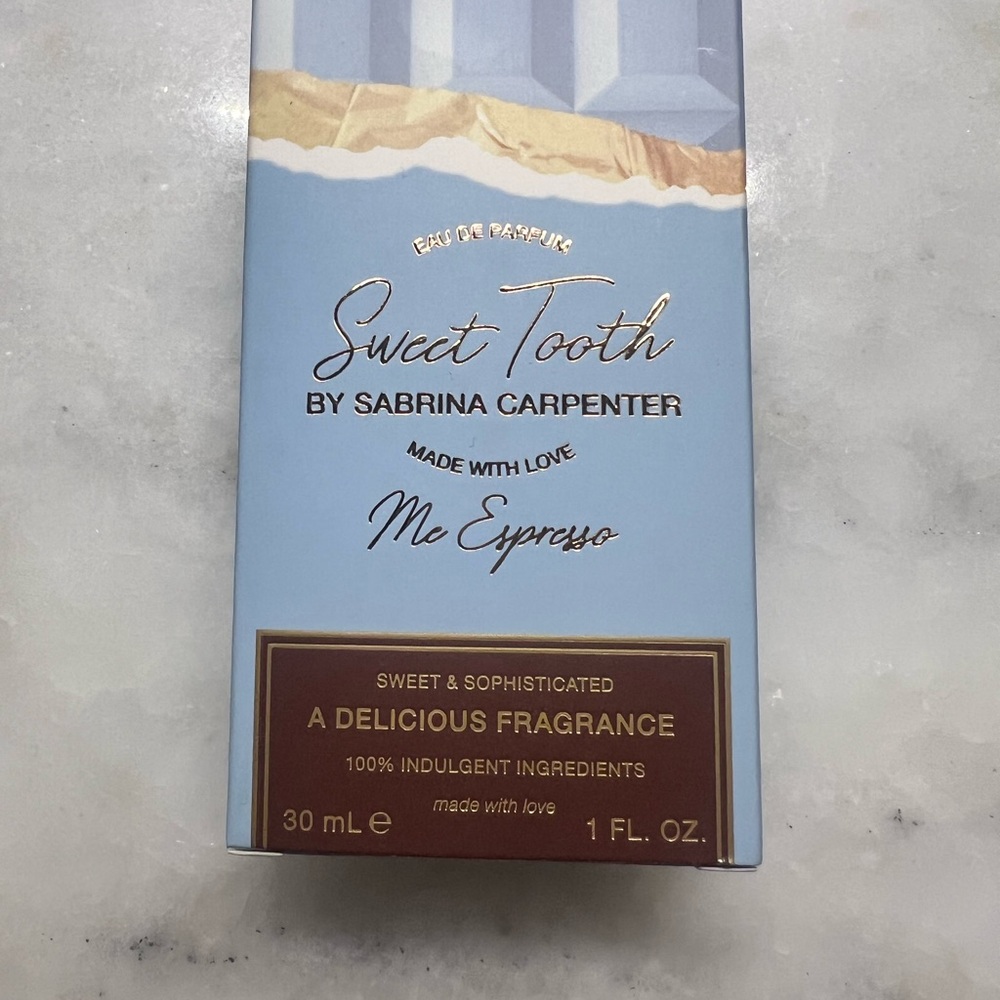 EAU DE PARFUM
Sweet Tooth
BY SABRINA CARPENTER
MADE WITH LOVE
Me Espresso
SWEET & SOPHISTICATED
A DELICIOUS FRAGRANCE
100% INDULGENT INGREDIENTS
made with love
30 mL ℮ 1 FL. OZ.